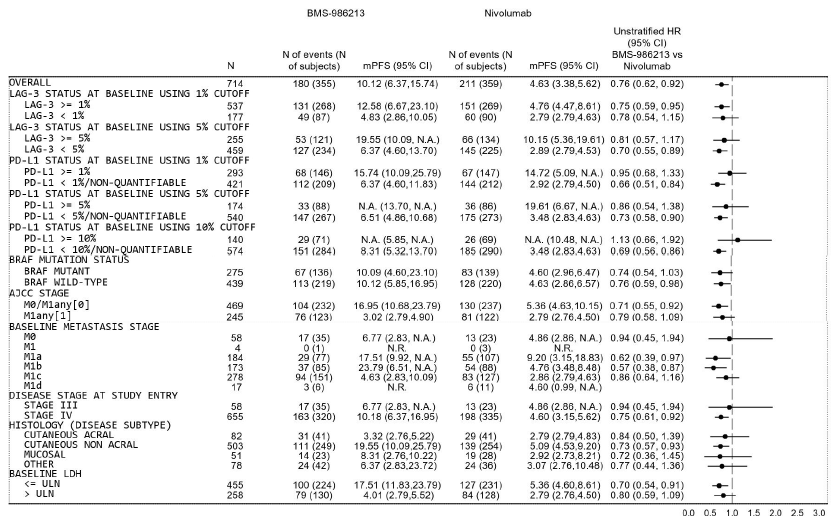 BMS-986213 Nivolumab
Unstratified HR
(95% CI)
N of events (N N of events (N BMS-986213 vs
N of subjects) mPFS (95% CI) of subjects) mPFS (95% CI) Nivolumab
OVERALL 714 180 (355) 10.12 (6.37,15.74) 211 (359) 4.63 (3.38,5.62) 0.76 (0.62, 0.92)
LAG-3 STATUS AT BASELINE USING 1% CUTOFF
LAG-3 >= 1% 537 131 (268) 12.58 (6.67,23.10) 151 (269) 4.76 (4.47,8.61) 0.75 (0.59, 0.95)
LAG-3 < 1% 177 49 (87) 4.83 (2.86,10.05) 60 (90) 2.79 (2.79,4.63) 0.78 (0.54, 1.15)
LAG-3 STATUS AT BASELINE USING 5% CUTOFF
LAG-3 >= 5% 255 53 (121) 19.55 (10.09, N.A.) 66 (134) 10.15 (5.36,19.61) 0.81 (0.57, 1.17)
LAG-3 < 5% 459 127 (234) 6.37 (4.60,13.70) 145 (225) 2.89 (2.79,4.53) 0.70 (0.55, 0.89)
PD-L1 STATUS AT BASELINE USING 1% CUTOFF
PD-L1 >= 1% 293 68 (146) 15.74 (10.09,25.79) 67 (147) 14.72 (5.09, N.A.) 0.95 (0.68, 1.33)
PD-L1 < 1%/NON-QUANTIFIABLE 421 112 (209) 6.37 (4.60,11.83) 144 (212) 2.92 (2.79,4.50) 0.66 (0.51, 0.84)
PD-L1 STATUS AT BASELINE USING 5% CUTOFF
PD-L1 >= 5% 174 33 (88) N.A. (13.70, N.A.) 36 (86) 19.61 (6.67, N.A.) 0.86 (0.54, 1.38)
PD-L1 < 5%/NON-QUANTIFIABLE 540 147 (267) 6.51 (4.86,10.68) 175 (273) 3.48 (2.83,4.63) 0.73 (0.58, 0.90)
PD-L1 STATUS AT BASELINE USING 10% CUTOFF
PD-L1 >= 10% 140 29 (71) N.A. (5.85, N.A.) 26 (69) N.A. (10.48, N.A.) 1.13 (0.66, 1.92)
PD-L1 < 10%/NON-QUANTIFIABLE 574 151 (284) 8.31 (5.32,13.70) 185 (290) 3.48 (2.83,4.63) 0.69 (0.56, 0.86)
BRAF MUTATION STATUS
BRAF MUTANT 275 67 (136) 10.09 (4.60,23.10) 83 (139) 4.60 (2.96,6.47) 0.74 (0.54, 1.03)
BRAF WILD-TYPE 439 113 (219) 10.12 (5.85,16.95) 128 (220) 4.63 (2.86,6.57) 0.76 (0.59, 0.98)
AJCC STAGE
M0/M1any[0] 469 104 (232) 16.95 (10.68,23.79) 130 (237) 5.36 (4.63,10.15) 0.71 (0.55, 0.92)
M1any[1] 245 76 (123) 3.02 (2.79,4.90) 81 (122) 2.79 (2.76,4.50) 0.79 (0.58, 1.09)
BASELINE METASTASIS STAGE
M0 58 17 (35) 6.77 (2.83, N.A.) 13 (23) 4.86 (2.86, N.A.) 0.94 (0.45, 1.94)
M1 4 0 (1) N.R. 0 (3) N.R.
M1a 184 29 (77) 17.51 (9.92, N.A.) 55 (107) 9.20 (3.15,18.83) 0.62 (0.39, 0.97)
M1b 173 37 (85) 23.79 (6.51, N.A.) 54 (88) 4.76 (3.48,8.48) 0.57 (0.38, 0.87)
M1c 278 94 (151) 4.63 (2.83,10.09) 83 (127) 2.86 (2.79,4.63) 0.86 (0.64, 1.16)
M1d 17 3 (6) N.R. 6 (11) 4.60 (0.99, N.A.)
DISEASE STAGE AT STUDY ENTRY
STAGE III 58 17 (35) 6.77 (2.83, N.A.) 13 (23) 4.86 (2.86, N.A.) 0.94 (0.45, 1.94)
STAGE IV 655 163 (320) 10.18 (6.37,16.95) 198 (335) 4.60 (3.15,5.62) 0.75 (0.61, 0.92)
HISTOLOGY (DISEASE SUBTYPE)
CUTANEOUS ACRAL 82 31 (41) 3.32 (2.76,5.22) 29 (41) 2.79 (2.79,4.83) 0.84 (0.50, 1.39)
CUTANEOUS NON ACRAL 503 111 (249) 19.55 (10.09,25.79) 139 (254) 5.09 (4.53,9.20) 0.73 (0.57, 0.93)
MUCOSAL 51 14 (23) 8.31 (2.76,10.22) 19 (28) 2.92 (2.73,8.21) 0.72 (0.36, 1.45)
OTHER 78 24 (42) 6.37 (2.83,23.72) 24 (36) 3.07 (2.76,10.48) 0.77 (0.44, 1.36)
BASELINE LDH
<= ULN 455 100 (224) 17.51 (11.83,23.79) 127 (231) 5.36 (4.60,8.61) 0.70 (0.54, 0.91)
> ULN 258 79 (130) 4.01 (2.79,5.52) 84 (128) 2.79 (2.76,4.50) 0.80 (0.59, 1.09)
0.0 0.5 1.0 1.5 2.0 2.5 3.0